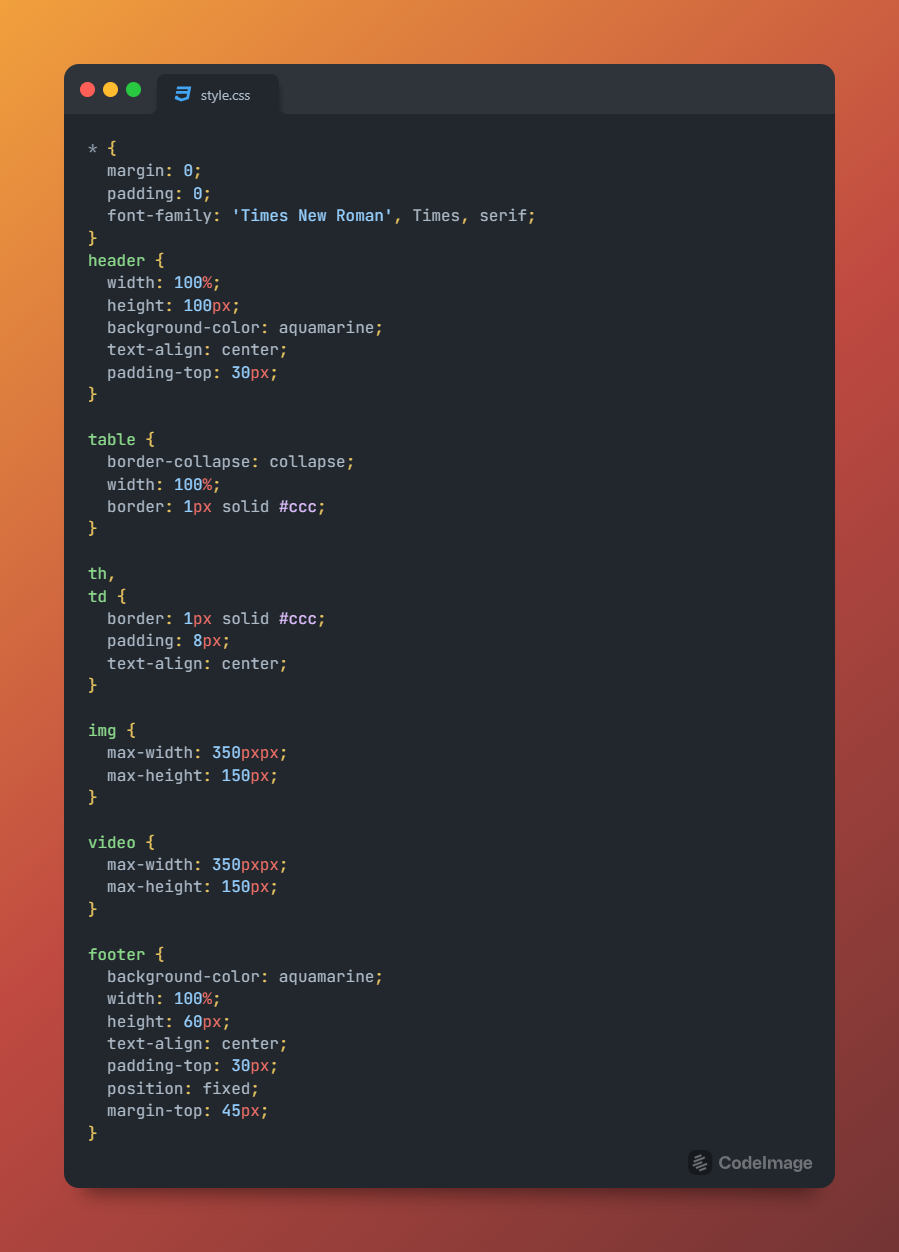 style.css
* {
  margin: 0;
  padding: 0;
  font-family: 'Times New Roman', Times, serif;
}
header {
  width: 100%;
  height: 100px;
  background-color: aquamarine;
  text-align: center;
  padding-top: 30px;
}

table {
  border-collapse: collapse;
  width: 100%;
  border: 1px solid #ccc;
}

th,
td {
  border: 1px solid #ccc;
  padding: 8px;
  text-align: center;
}

img {
  max-width: 350pxpx;
  max-height: 150px;
}

video {
  max-width: 350pxpx;
  max-height: 150px;
}

footer {
  background-color: aquamarine;
  width: 100%;
  height: 60px;
  text-align: center;
  padding-top: 30px;
  position: fixed;
  margin-top: 45px;
}
CodeImage